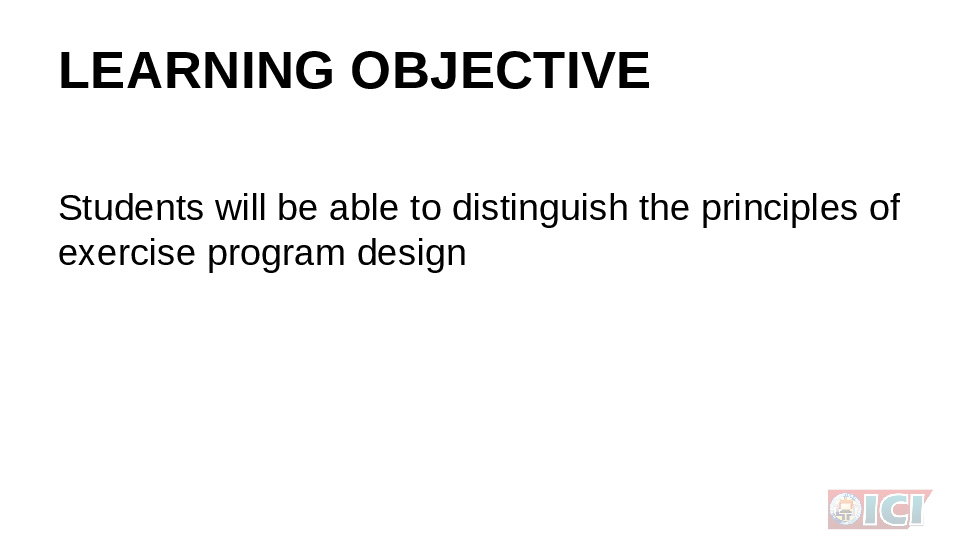 LEARNING OBJECTIVE
Students will be able to distinguish the principles of
exercise program design
ICI